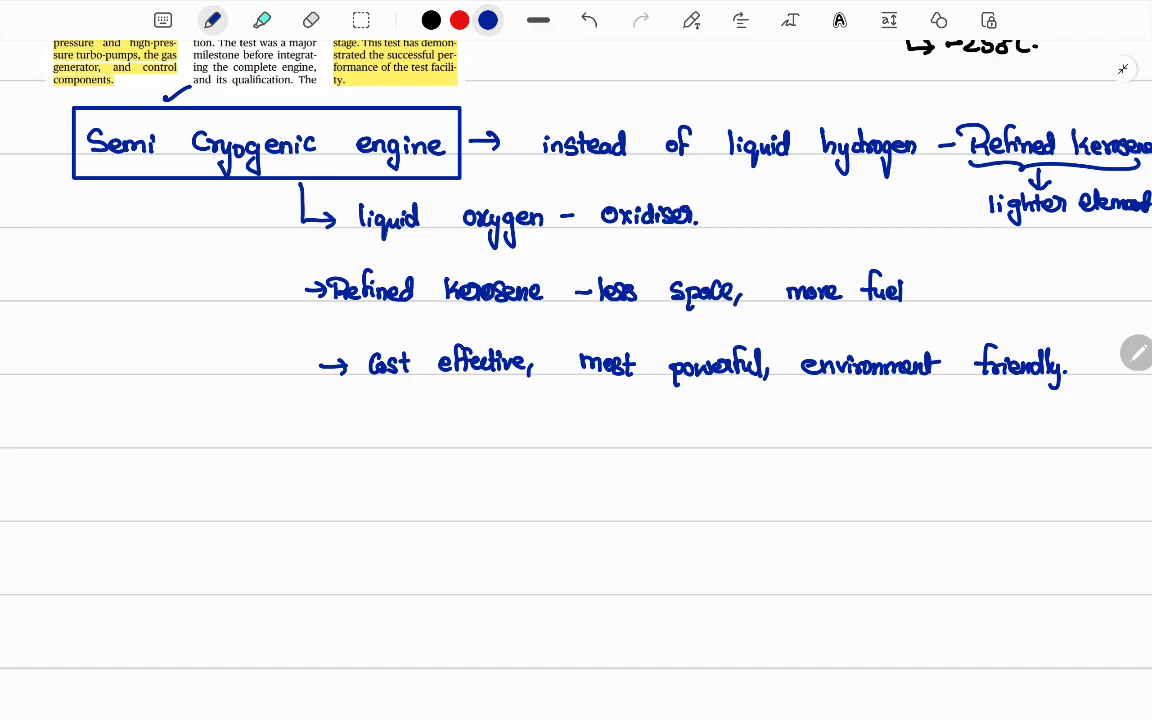 pressure and high-pres-
sure turbo-pumps, the gas
generator, and control
components.
tion. The test was a major
milestone before integrat-
ing the complete engine,
and its qualification. The
stage. This test has demon-
strated the successful per-
formance of the test facili-
ty.
↳ -258°C.
Semi Cryogenic engine → instead of liquid hydrogen - Refined Kerosene
lighter element
↳ liquid oxygen - oxidiser.
→ Refined Kerosene - less space, more fuel
→ Cost effective, most powerful, environment friendly.